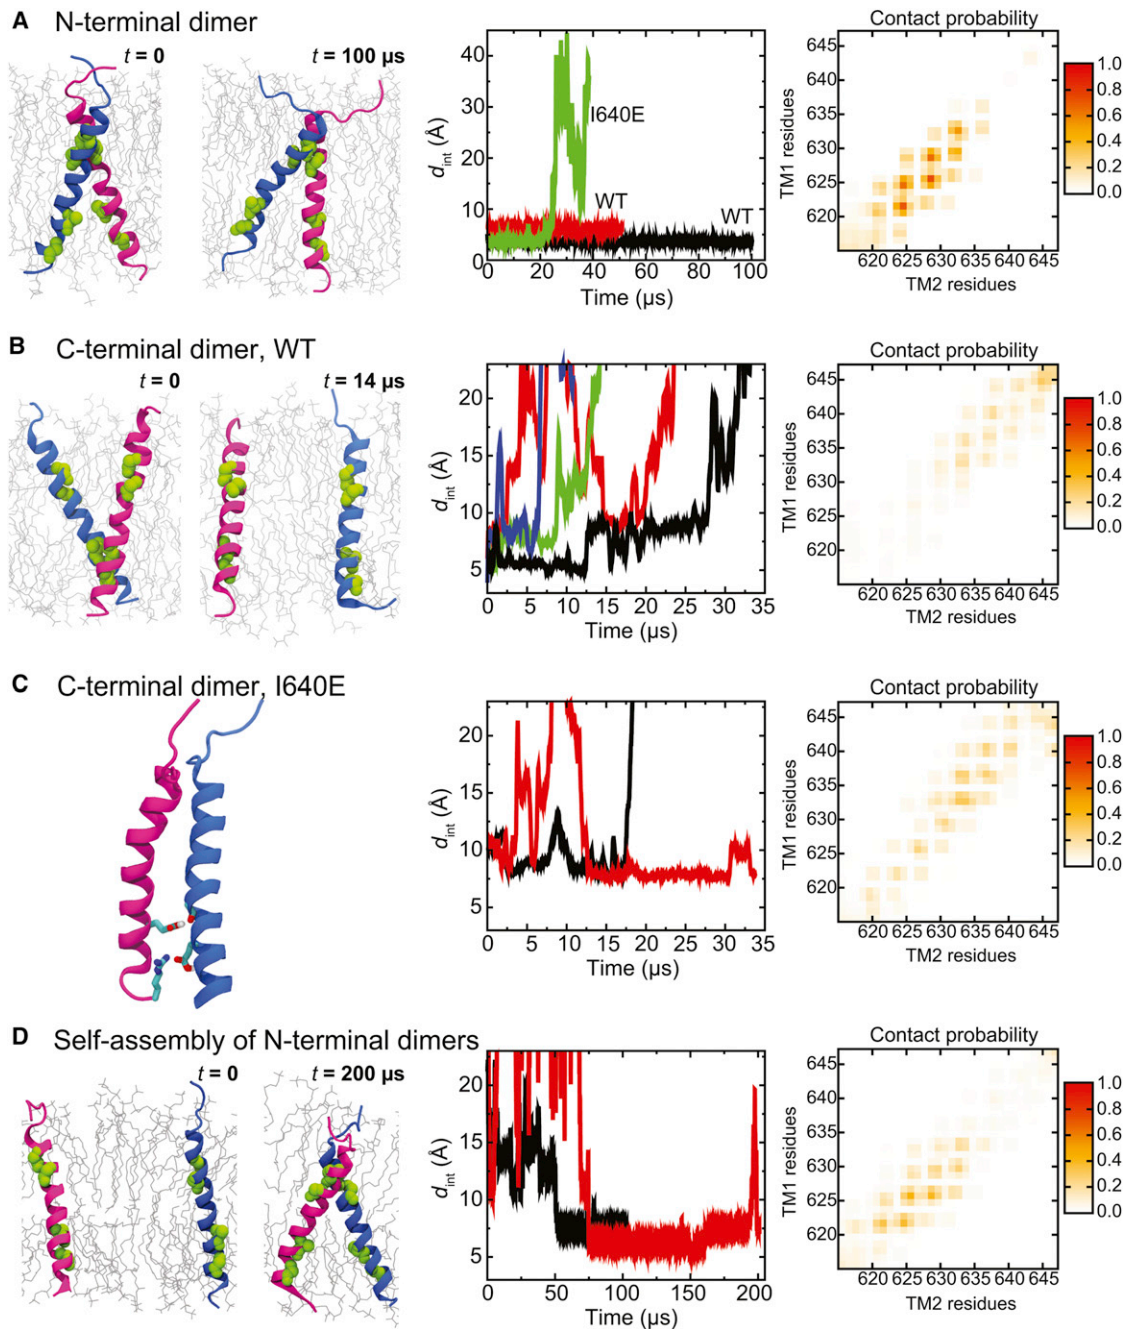 A N-terminal dimer
t = 0
t = 100 µs
40
30
20
10
0
d_int (Å)
I640E
WT
WT
0 20 40 60 80 100
Time (µs)
Contact probability
645
640
635
630
625
620
TM1 residues
620 625 630 635 640 645
TM2 residues
1.0
0.8
0.6
0.4
0.2
0.0
B C-terminal dimer, WT
t = 0
t = 14 µs
20
15
10
5
d_int (Å)
0 5 10 15 20 25 30 35
Time (µs)
Contact probability
645
640
635
630
625
620
TM1 residues
620 625 630 635 640 645
TM2 residues
1.0
0.8
0.6
0.4
0.2
0.0
C C-terminal dimer, I640E
20
15
10
5
d_int (Å)
0 5 10 15 20 25 30 35
Time (µs)
Contact probability
645
640
635
630
625
620
TM1 residues
620 625 630 635 640 645
TM2 residues
1.0
0.8
0.6
0.4
0.2
0.0
D Self-assembly of N-terminal dimers
t = 0
t = 200 µs
20
15
10
5
d_int (Å)
0 50 100 150 200
Time (µs)
Contact probability
645
640
635
630
625
620
TM1 residues
620 625 630 635 640 645
TM2 residues
1.0
0.8
0.6
0.4
0.2
0.0